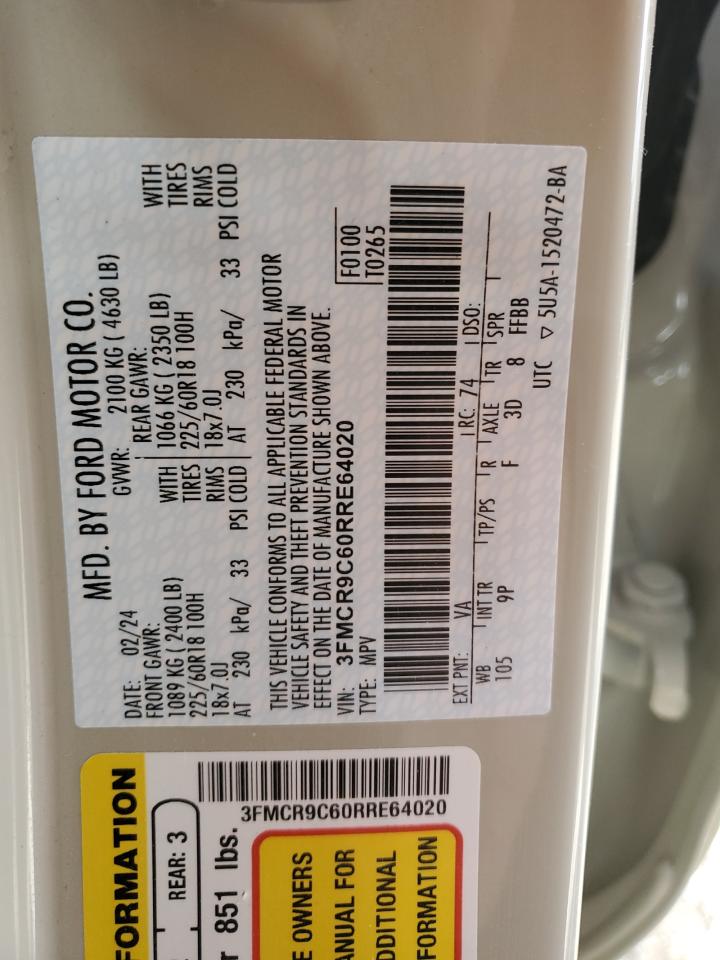 MFD. BY FORD MOTOR CO.
DATE: 02/24 GVWR: 2100 KG ( 4630 LB)
FRONT GAWR: REAR GAWR:
1089 KG ( 2400 LB) WITH 1066 KG ( 2350 LB) WITH
225/60R18 100H TIRES 225/60R18 100H TIRES
18x7.0J RIMS 18x7.0J RIMS
AT 230 kPa/ 33 PSI COLD AT 230 kPa/ 33 PSI COLD
THIS VEHICLE CONFORMS TO ALL APPLICABLE FEDERAL MOTOR
VEHICLE SAFETY AND THEFT PREVENTION STANDARDS IN
EFFECT ON THE DATE OF MANUFACTURE SHOWN ABOVE.
VIN: 3FMCR9C60RRE64020 F0100
TYPE: MPV T0265
EXT PNT: VA RC: 74 DSO:
WB INT TR TP/PS R AXLE TR SPR
105 9P F 3D 8 FFBB
UTC ▽ 5U5A-1520472-BA
FORMATION
REAR: 3
r 851 lbs.
3FMCR9C60RRE64020
E OWNERS
ANUAL FOR
DDITIONAL
FORMATION